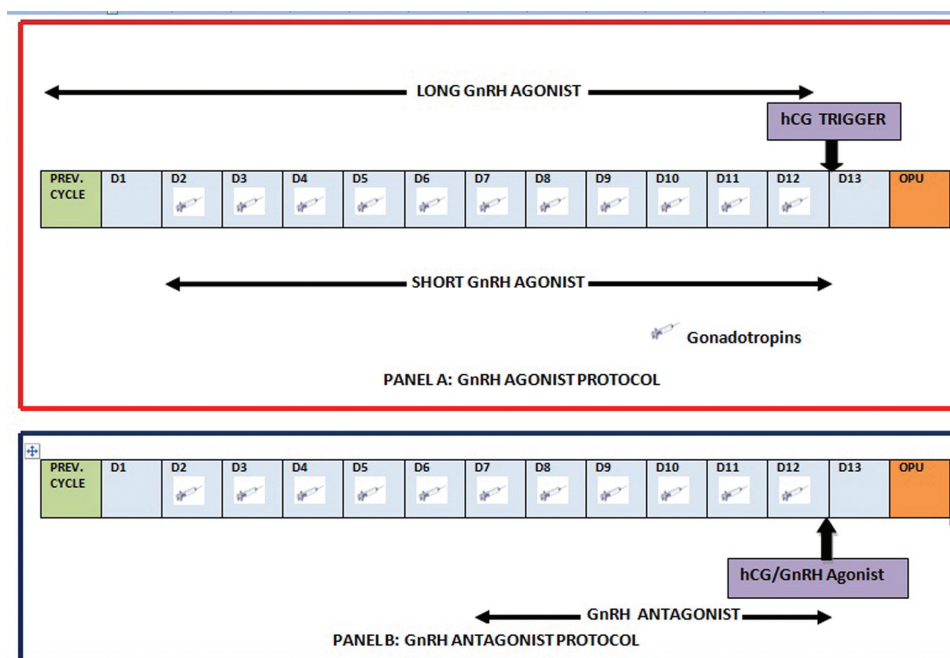 LONG GnRH AGONIST
hCG TRIGGER
PREV. D1 D2 D3 D4 D5 D6 D7 D8 D9 D10 D11 D12 D13 OPU
CYCLE
SHORT GnRH AGONIST
Gonadotropins
PANEL A: GnRH AGONIST PROTOCOL
PREV. D1 D2 D3 D4 D5 D6 D7 D8 D9 D10 D11 D12 D13 OPU
CYCLE
hCG/GnRH Agonist
GnRH ANTAGONIST
PANEL B: GnRH ANTAGONIST PROTOCOL